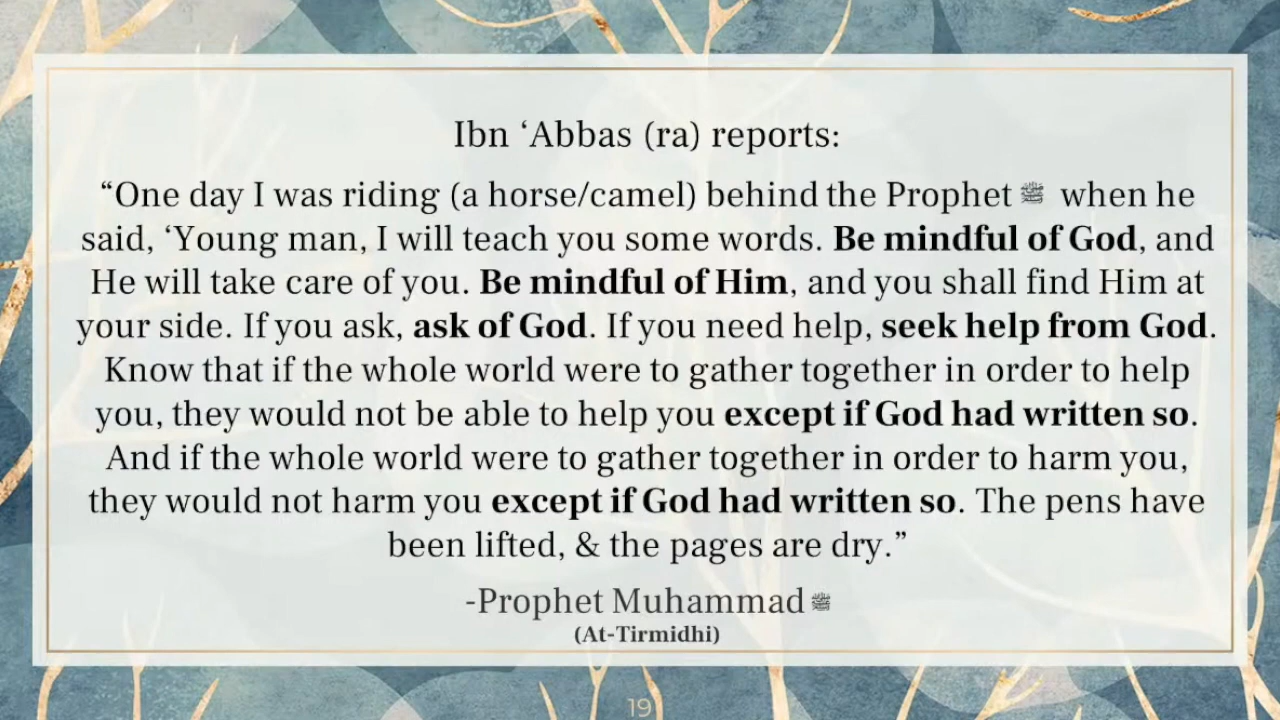 Ibn ‘Abbas (ra) reports:
“One day I was riding (a horse/camel) behind the Prophet ﷺ when he
said, ‘Young man, I will teach you some words. Be mindful of God, and
He will take care of you. Be mindful of Him, and you shall find Him at
your side. If you ask, ask of God. If you need help, seek help from God.
Know that if the whole world were to gather together in order to help
you, they would not be able to help you except if God had written so.
And if the whole world were to gather together in order to harm you,
they would not harm you except if God had written so. The pens have
been lifted, & the pages are dry.”
-Prophet Muhammad ﷺ
(At-Tirmidhi)
19